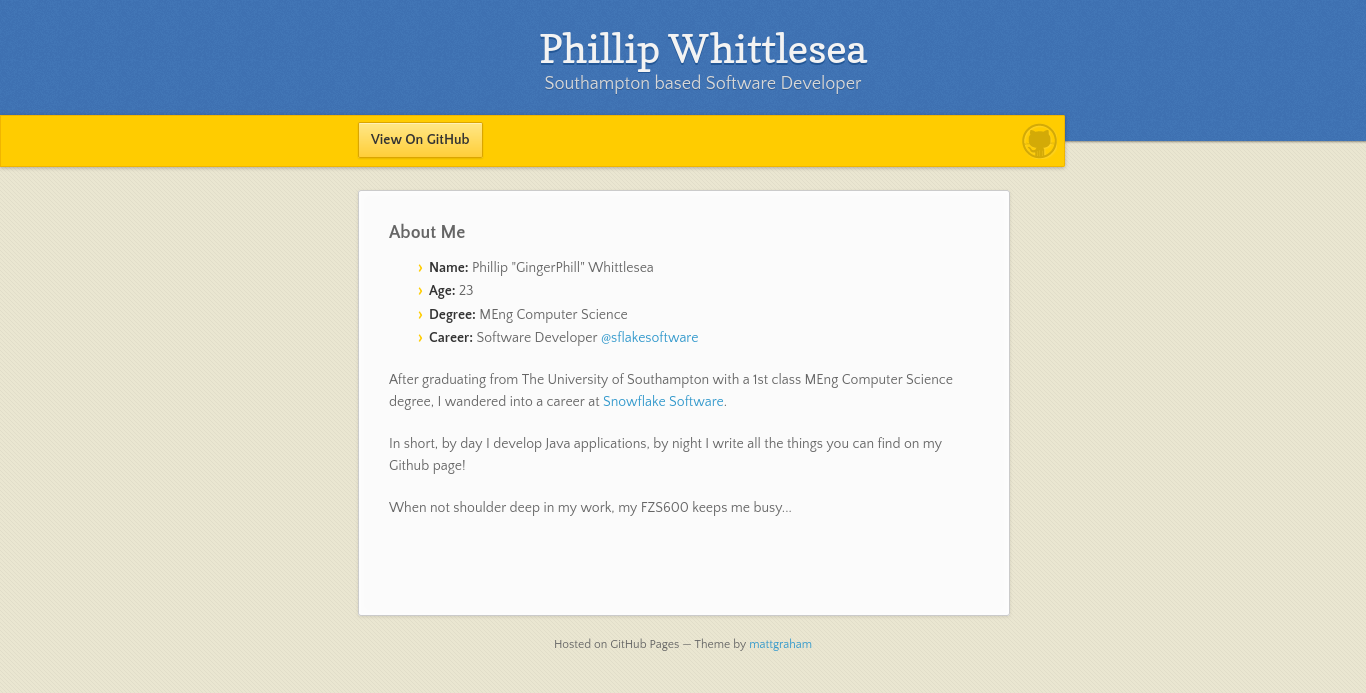 Phillip Whittlesea
Southampton based Software Developer
View On GitHub
About Me
› Name: Phillip "GingerPhill" Whittlesea
› Age: 23
› Degree: MEng Computer Science
› Career: Software Developer @sflakesoftware
After graduating from The University of Southampton with a 1st class MEng Computer Science
degree, I wandered into a career at Snowflake Software.
In short, by day I develop Java applications, by night I write all the things you can find on my
Github page!
When not shoulder deep in my work, my FZS600 keeps me busy...
Hosted on GitHub Pages — Theme by mattgraham